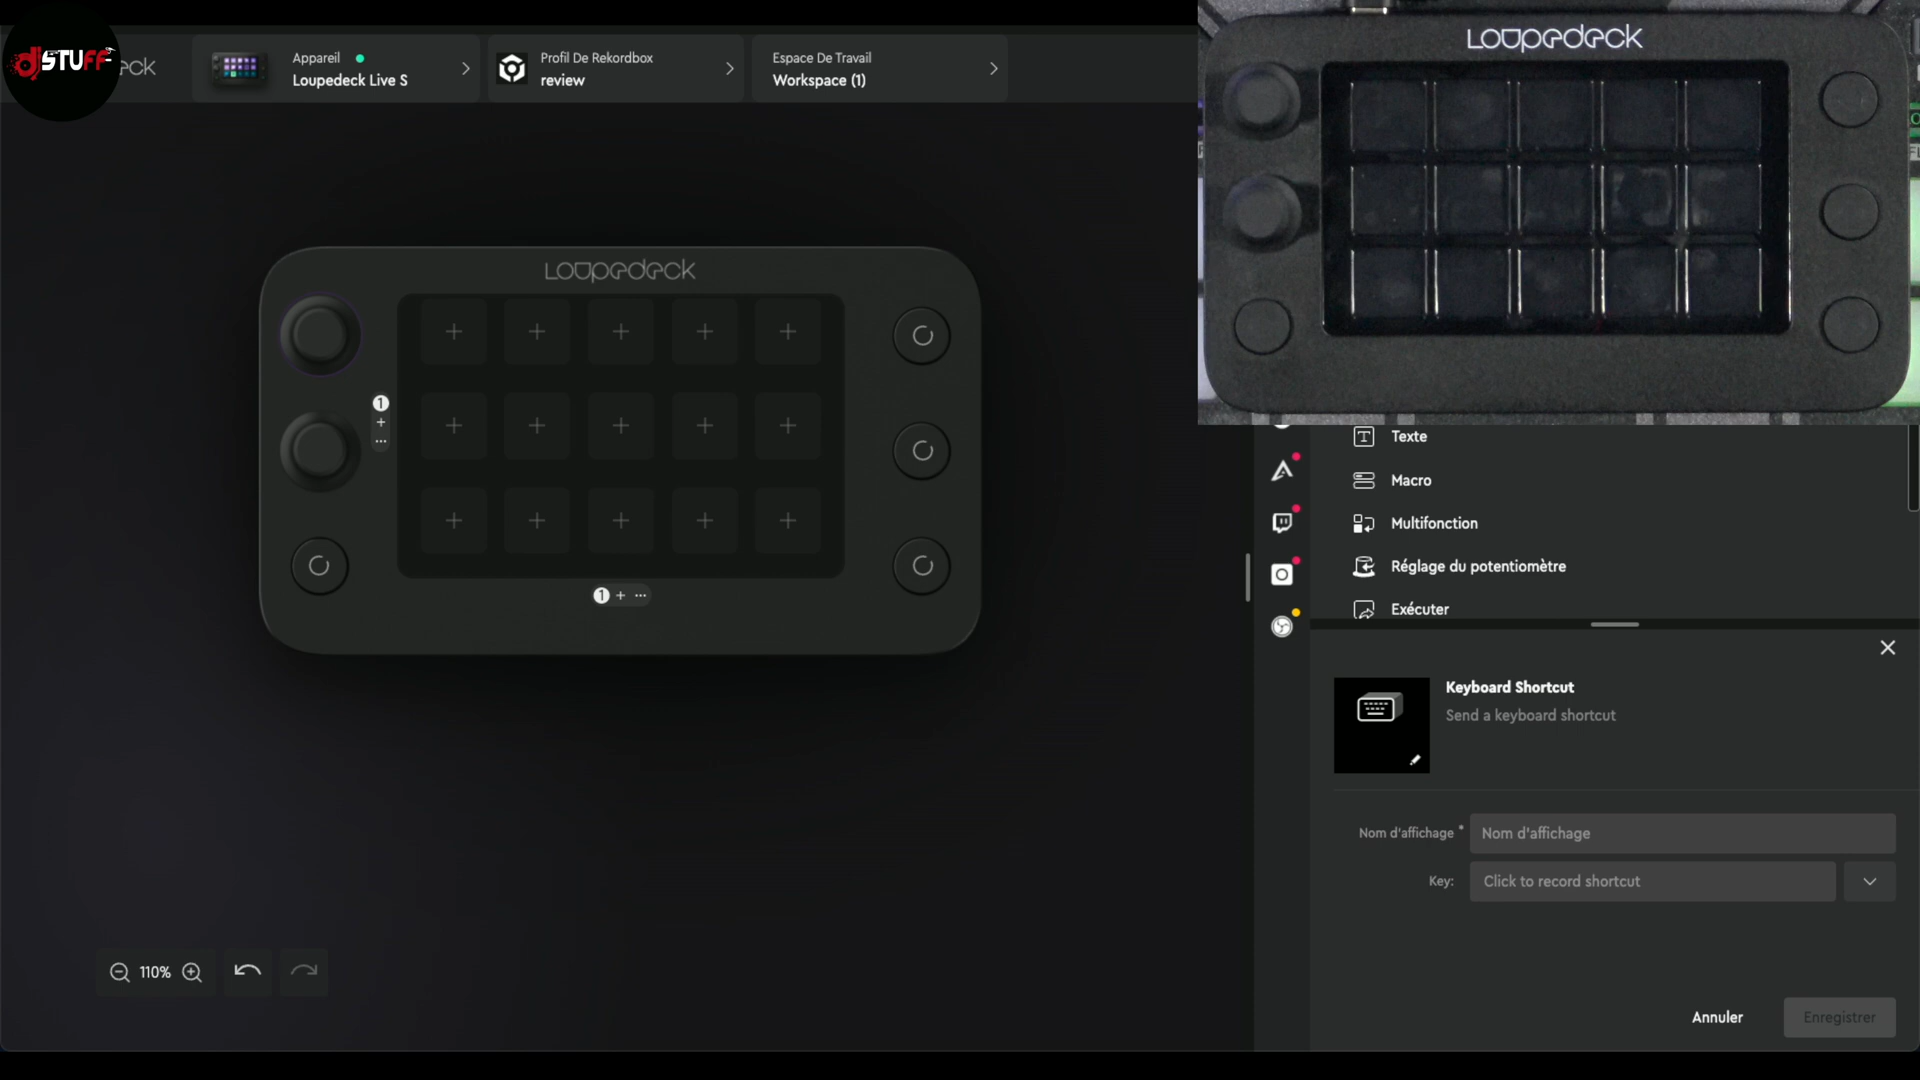 djSTUFF
eck
Appareil
Loupedeck Live S
Profil De Rekordbox
review
Espace De Travail
Workspace (1)
Loupedeck
Loupedeck
1
1
Texte
Macro
Multifonction
Réglage du potentiomètre
Exécuter
Keyboard Shortcut
Send a keyboard shortcut
Nom d'affichage *
Nom d'affichage
Key:
Click to record shortcut
110%
Annuler
Enregistrer